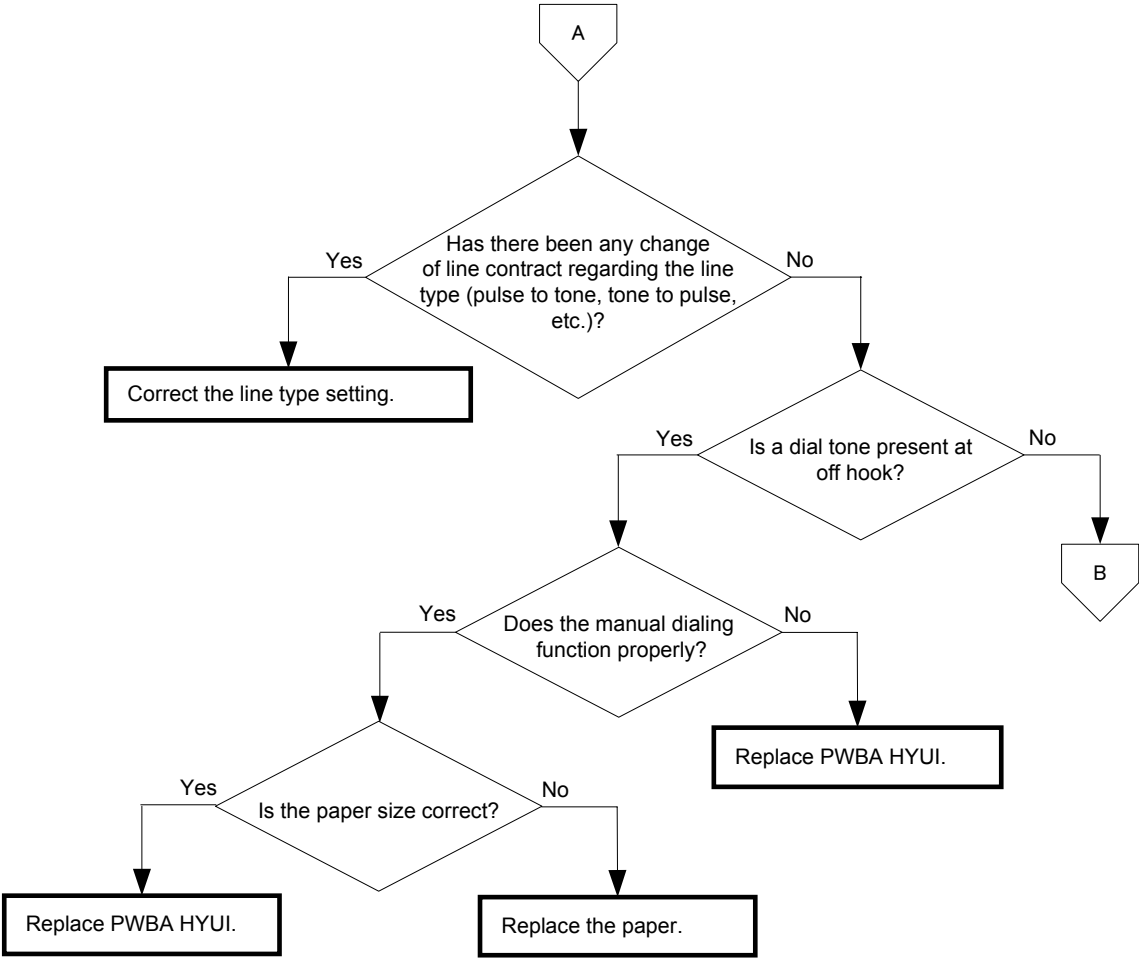 A
Has there been any change
of line contract regarding the line
type (pulse to tone, tone to pulse,
etc.)?
Yes
No
Correct the line type setting.
Is a dial tone present at
off hook?
Yes
No
B
Does the manual dialing
function properly?
Yes
No
Replace PWBA HYUI.
Is the paper size correct?
Yes
No
Replace PWBA HYUI.
Replace the paper.